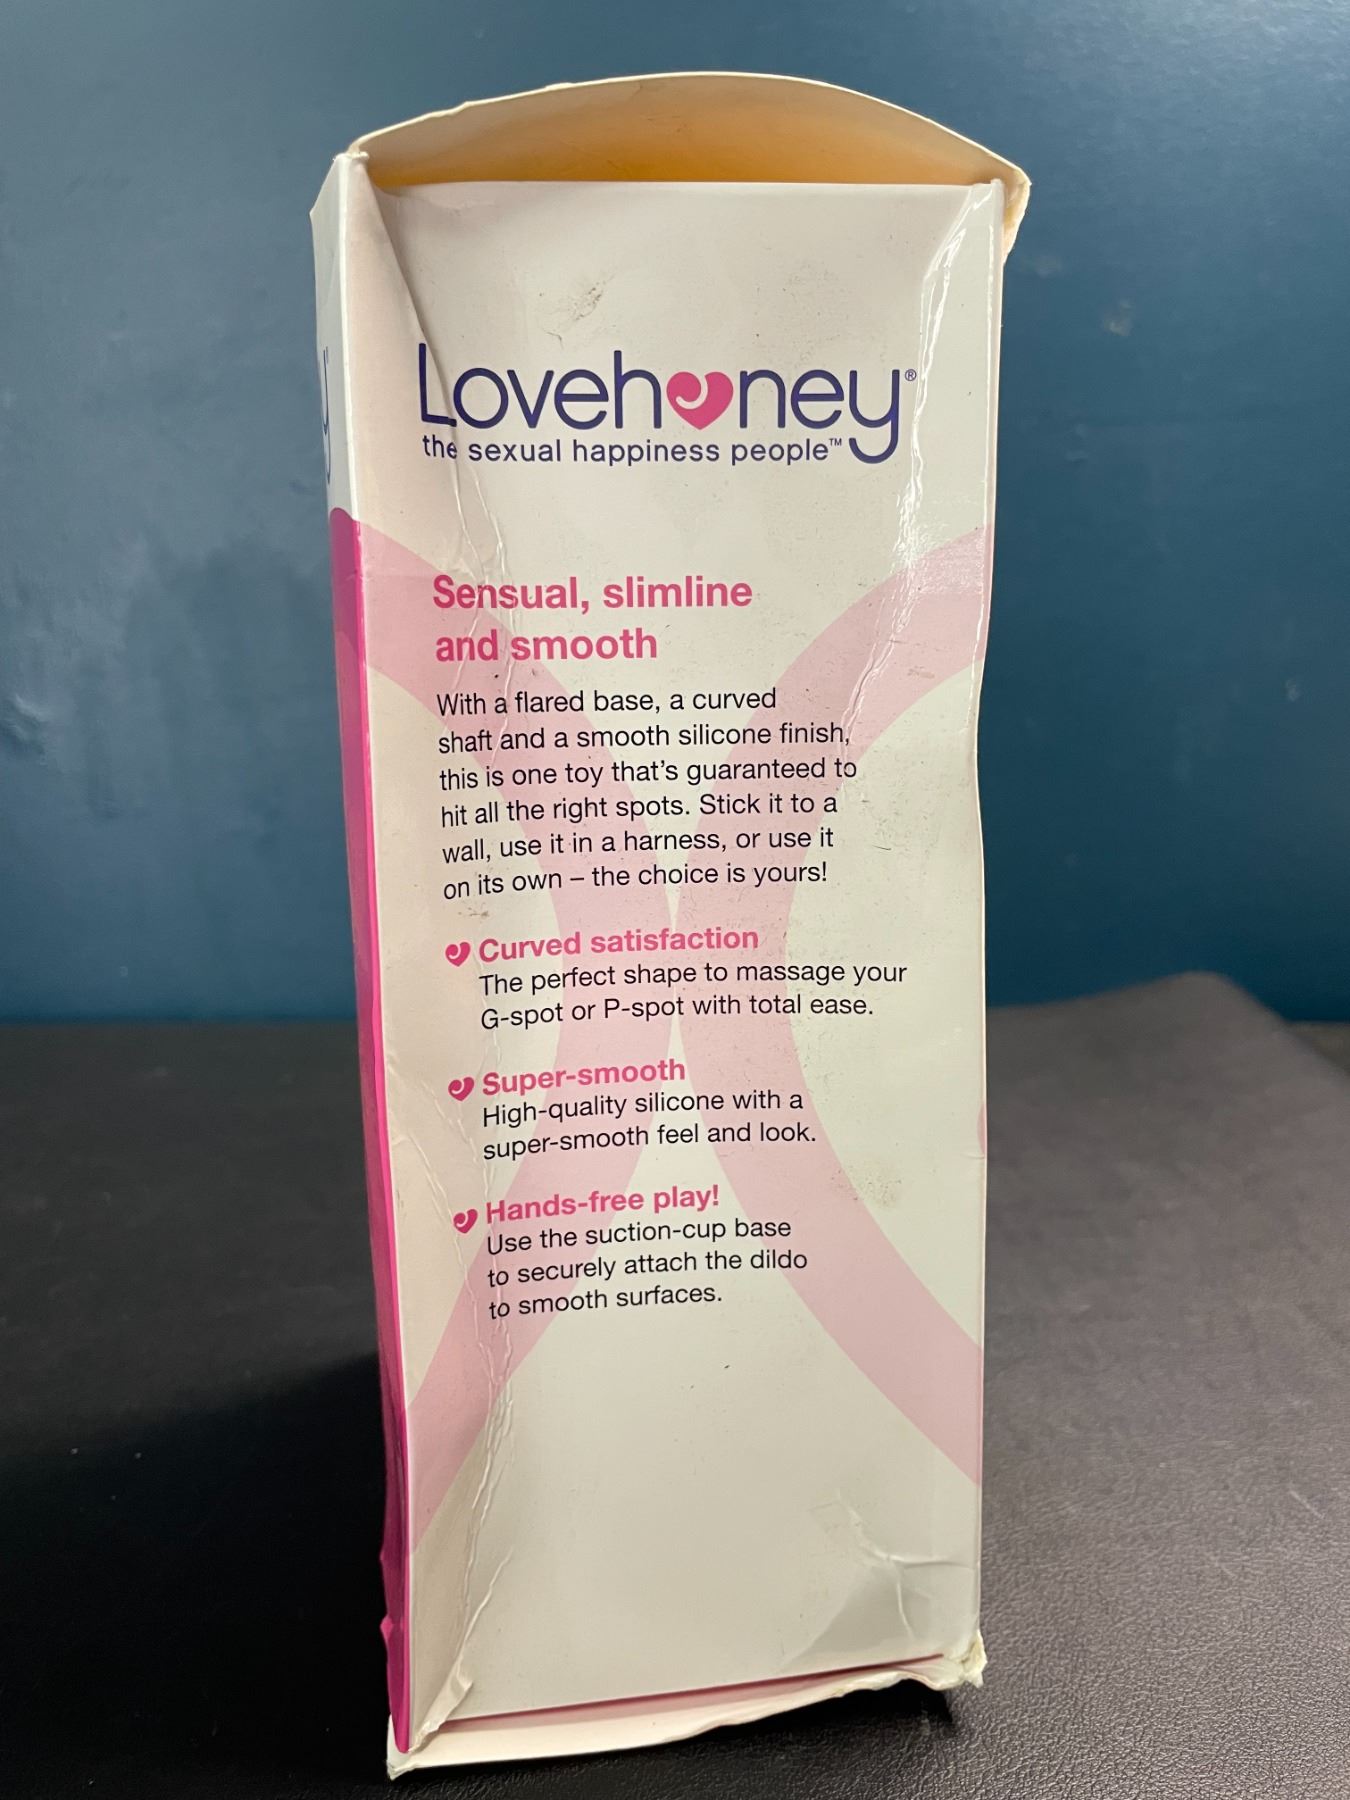 Lovehoney®
the sexual happiness people™
Sensual, slimline
and smooth
With a flared base, a curved
shaft and a smooth silicone finish,
this is one toy that's guaranteed to
hit all the right spots. Stick it to a
wall, use it in a harness, or use it
on its own – the choice is yours!
Curved satisfaction
The perfect shape to massage your
G-spot or P-spot with total ease.
Super-smooth
High-quality silicone with a
super-smooth feel and look.
Hands-free play!
Use the suction-cup base
to securely attach the dildo
to smooth surfaces.